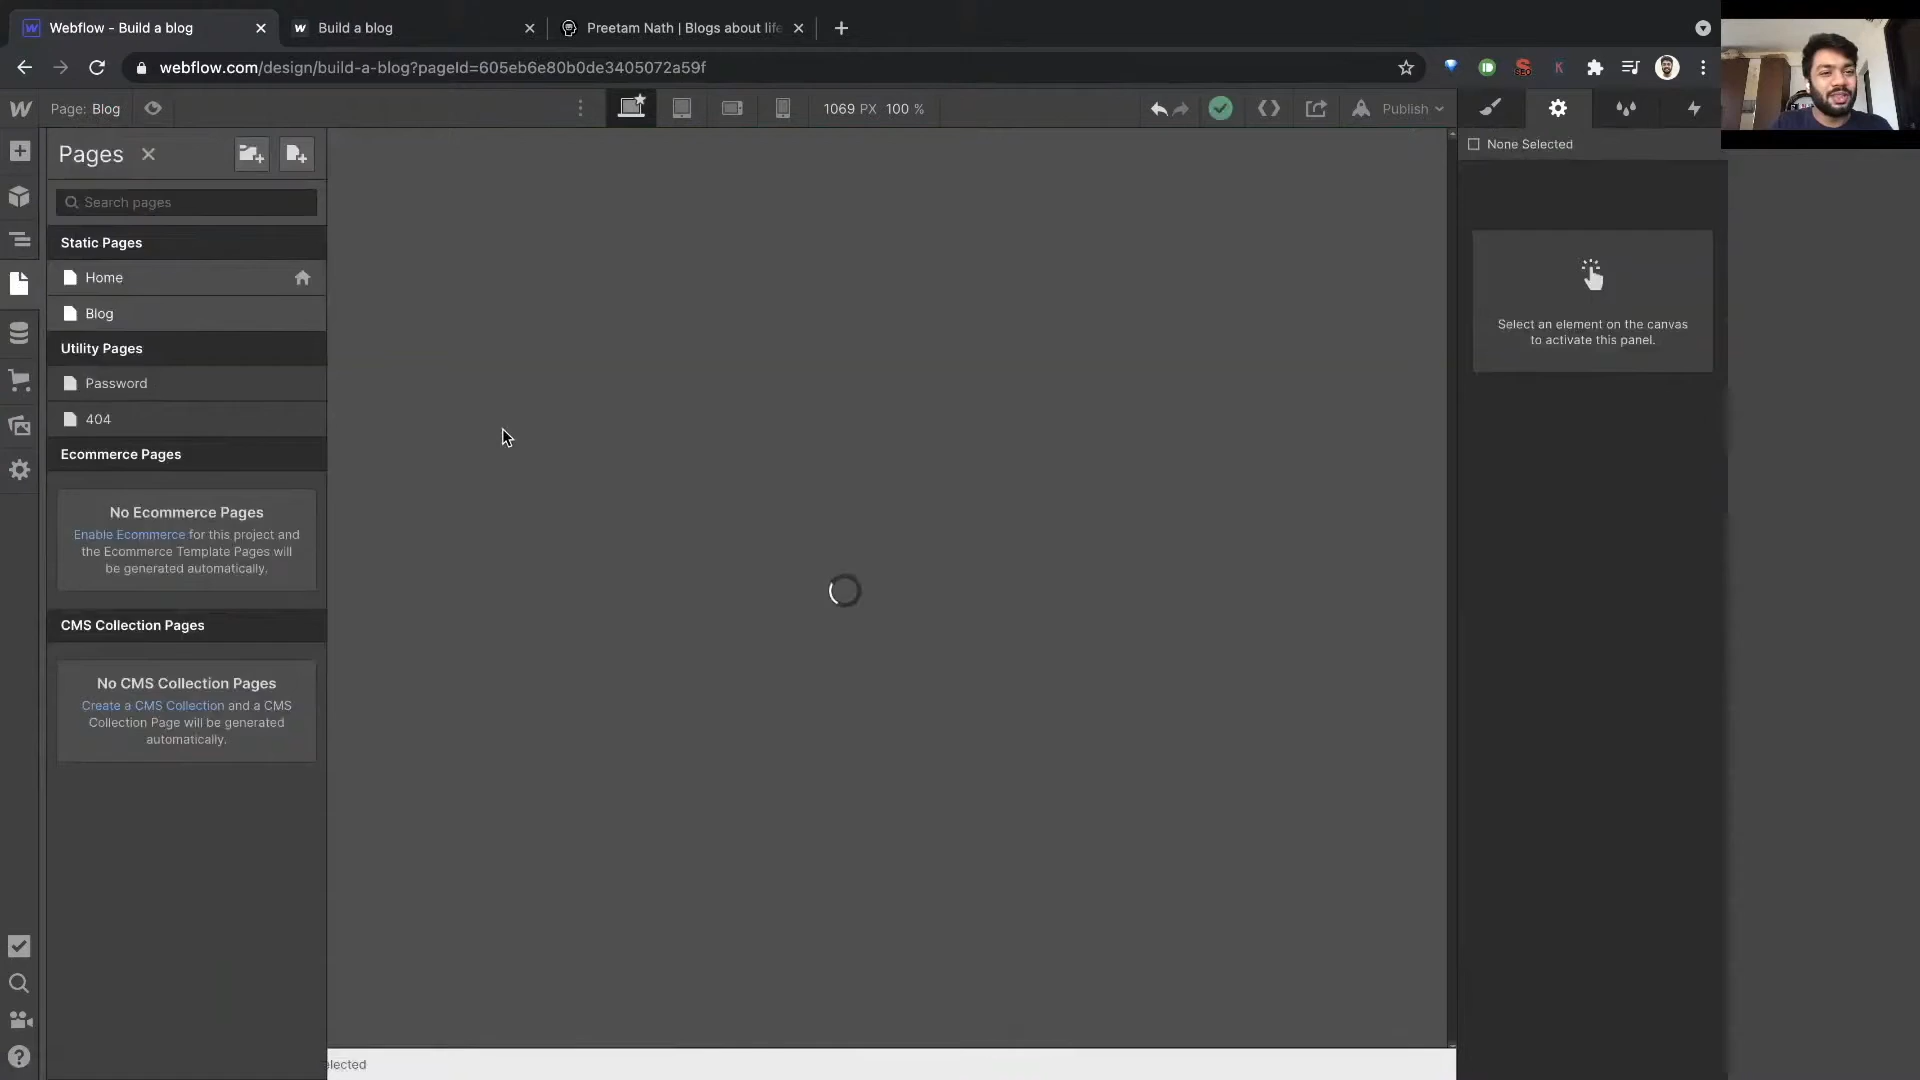 Webflow - Build a blog
Build a blog
Preetam Nath | Blogs about life
webflow.com/design/build-a-blog?pageId=605eb6e80b0de3405072a59f
Page: Blog
1069 PX 100 %
Publish
Pages
None Selected
Search pages
Static Pages
Home
Blog
Utility Pages
Password
404
Ecommerce Pages
No Ecommerce Pages
Enable Ecommerce for this project and
the Ecommerce Template Pages will
be generated automatically.
CMS Collection Pages
No CMS Collection Pages
Create a CMS Collection and a CMS
Collection Page will be generated
automatically.
Select an element on the canvas
to activate this panel.
elected